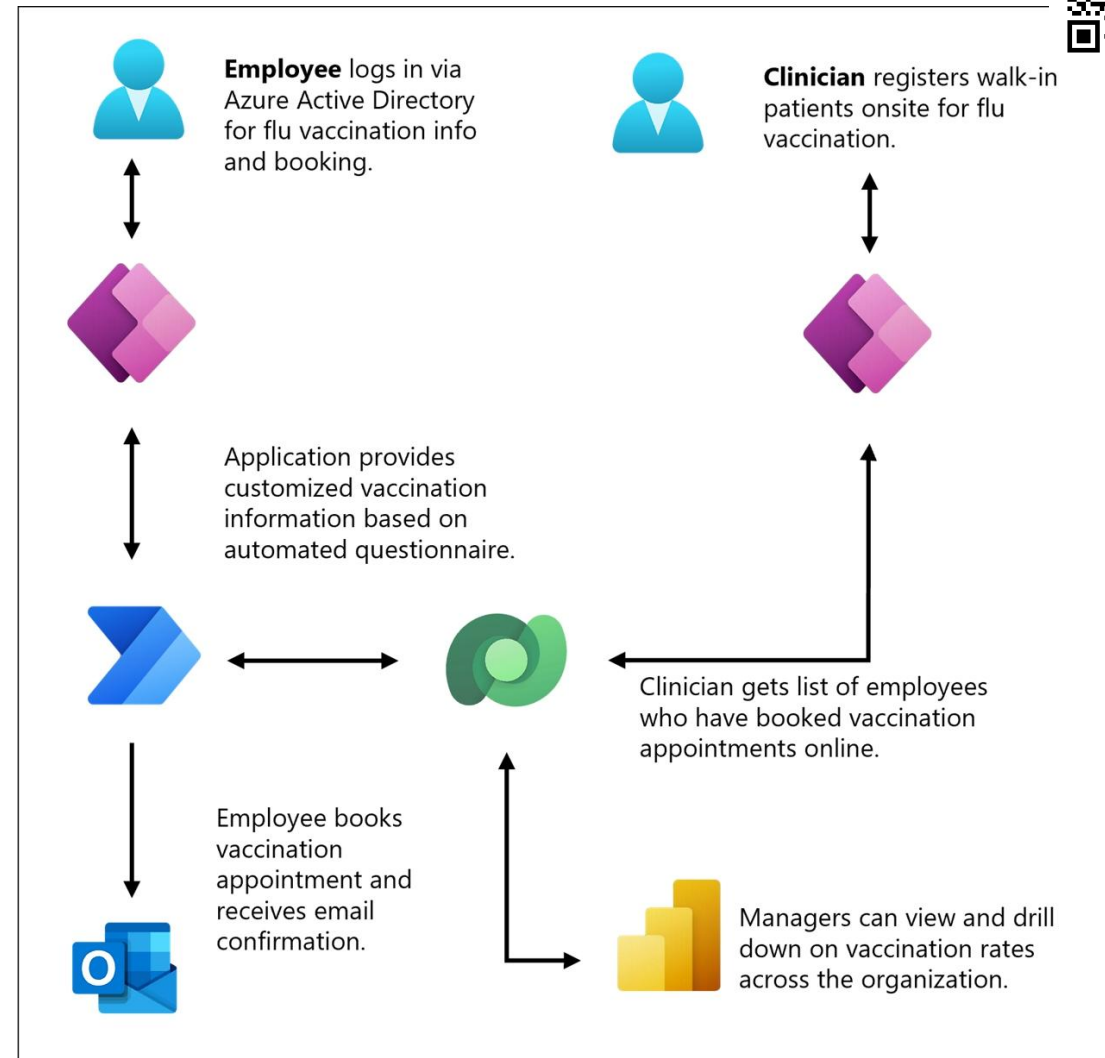 Employee logs in via
Azure Active Directory
for flu vaccination info
and booking.
Clinician registers walk-in
patients onsite for flu
vaccination.
Application provides
customized vaccination
information based on
automated questionnaire.
Clinician gets list of employees
who have booked vaccination
appointments online.
Employee books
vaccination
appointment and
receives email
confirmation.
O
Managers can view and drill
down on vaccination rates
across the organization.